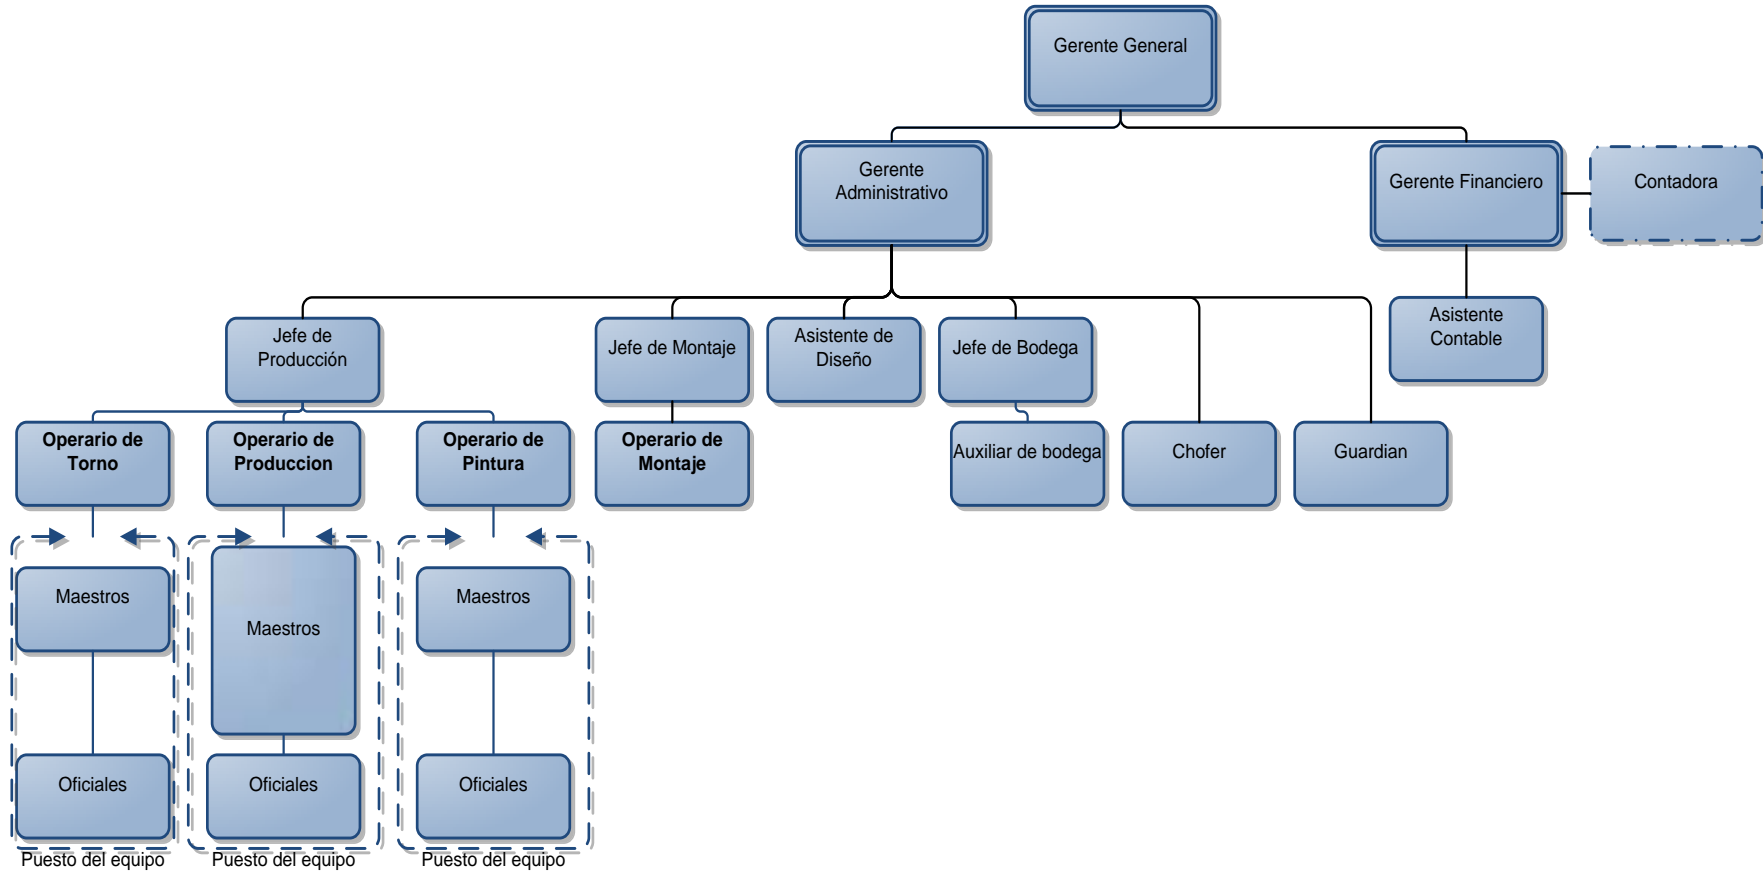 Gerente General
Gerente
Administrativo
Gerente Financiero
Contadora
Jefe de
Producción
Jefe de Montaje
Asistente de
Diseño
Jefe de Bodega
Asistente
Contable
Operario de
Torno
Operario de
Produccion
Operario de
Pintura
Operario de
Montaje
Auxiliar de bodega
Chofer
Guardian
Maestros
Maestros
Maestros
Oficiales
Oficiales
Oficiales
Puesto del equipo
Puesto del equipo
Puesto del equipo